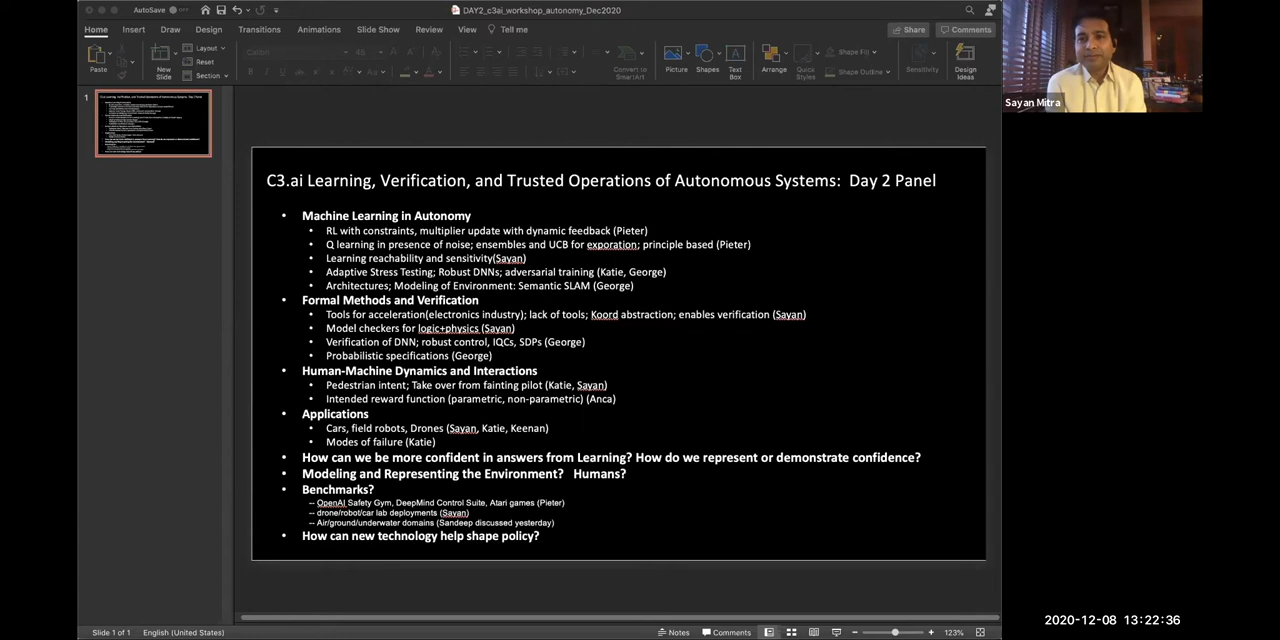 AutoSave OFF
DAY2_c3ai_workshop_autonomy_Dec2020
Home Insert Draw Design Transitions Animations Slide Show Review View Tell me
Share Comments
Paste
New Slide
Layout
Reset
Section
Calibri 48
Convert to SmartArt
Picture
Shapes
Text Box
Arrange
Quick Styles
Shape Fill
Shape Outline
Sensitivity
Design Ideas
Sayan Mitra
1
C3.ai Learning, Verification, and Trusted Operations of Autonomous Systems: Day 2 Panel
• Machine Learning in Autonomy
• RL with constraints, multiplier update with dynamic feedback (Pieter)
• Q learning in presence of noise; ensembles and UCB for exporation; principle based (Pieter)
• Learning reachability and sensitivity(Sayan)
• Adaptive Stress Testing; Robust DNNs; adversarial training (Katie, George)
• Architectures; Modeling of Environment: Semantic SLAM (George)
• Formal Methods and Verification
• Tools for acceleration(electronics industry); lack of tools; Koord abstraction; enables verification (Sayan)
• Model checkers for logic+physics (Sayan)
• Verification of DNN; robust control, IQCs, SDPs (George)
• Probabilistic specifications (George)
• Human-Machine Dynamics and Interactions
• Pedestrian intent; Take over from fainting pilot (Katie, Sayan)
• Intended reward function (parametric, non-parametric) (Anca)
• Applications
• Cars, field robots, Drones (Sayan, Katie, Keenan)
• Modes of failure (Katie)
• How can we be more confident in answers from Learning? How do we represent or demonstrate confidence?
• Modeling and Representing the Environment? Humans?
• Benchmarks?
-- OpenAI Safety Gym, DeepMind Control Suite, Atari games (Pieter)
-- drone/robot/car lab deployments (Sayan)
-- Air/ground/underwater domains (Sandeep discussed yesterday)
• How can new technology help shape policy?
2020-12-08 13:22:36
Slide 1 of 1 English (United States) Notes Comments 123%